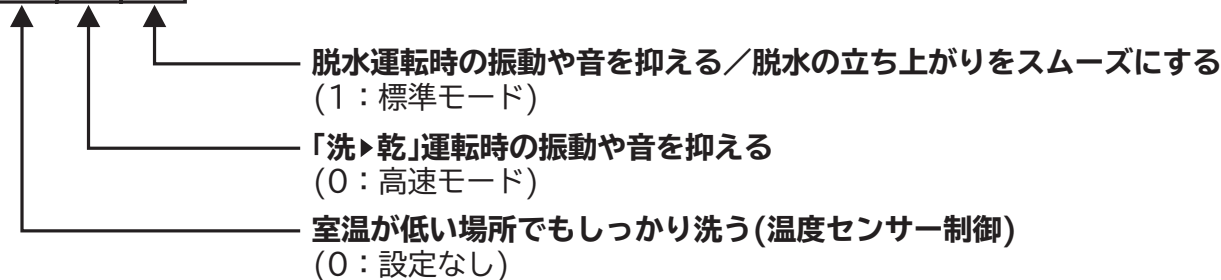 脱水運転時の振動や音を抑える／脱水の立ち上がりをスムーズにする
(1：標準モード)
｢洗▶乾｣運転時の振動や音を抑える
(0：高速モード)
室温が低い場所でもしっかり洗う(温度センサー制御)
(0：設定なし)